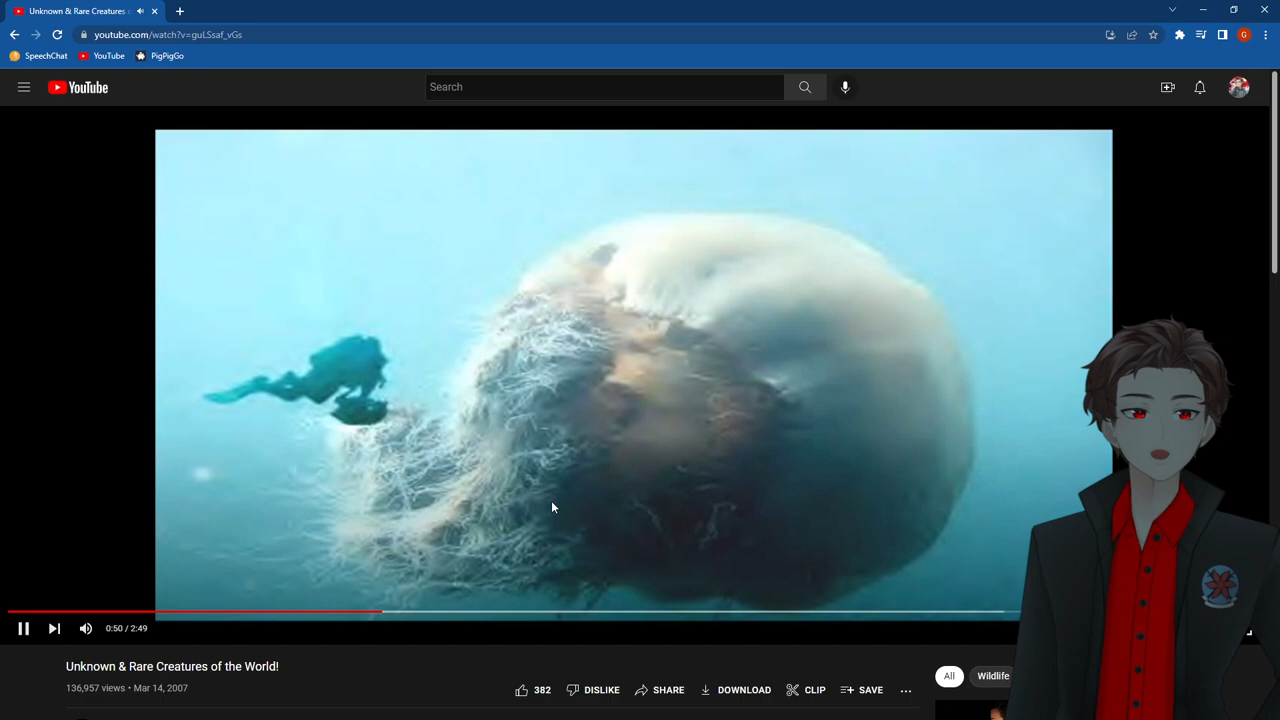 Unknown & Rare Creatures
youtube.com/watch?v=guLSsaf_vGs
SpeechChat YouTube PigPigGo
YouTube Search
0:50 / 2:49
Unknown & Rare Creatures of the World!
136,957 views • Mar 14, 2007
382 DISLIKE SHARE DOWNLOAD CLIP SAVE ...
All Wildlife
G